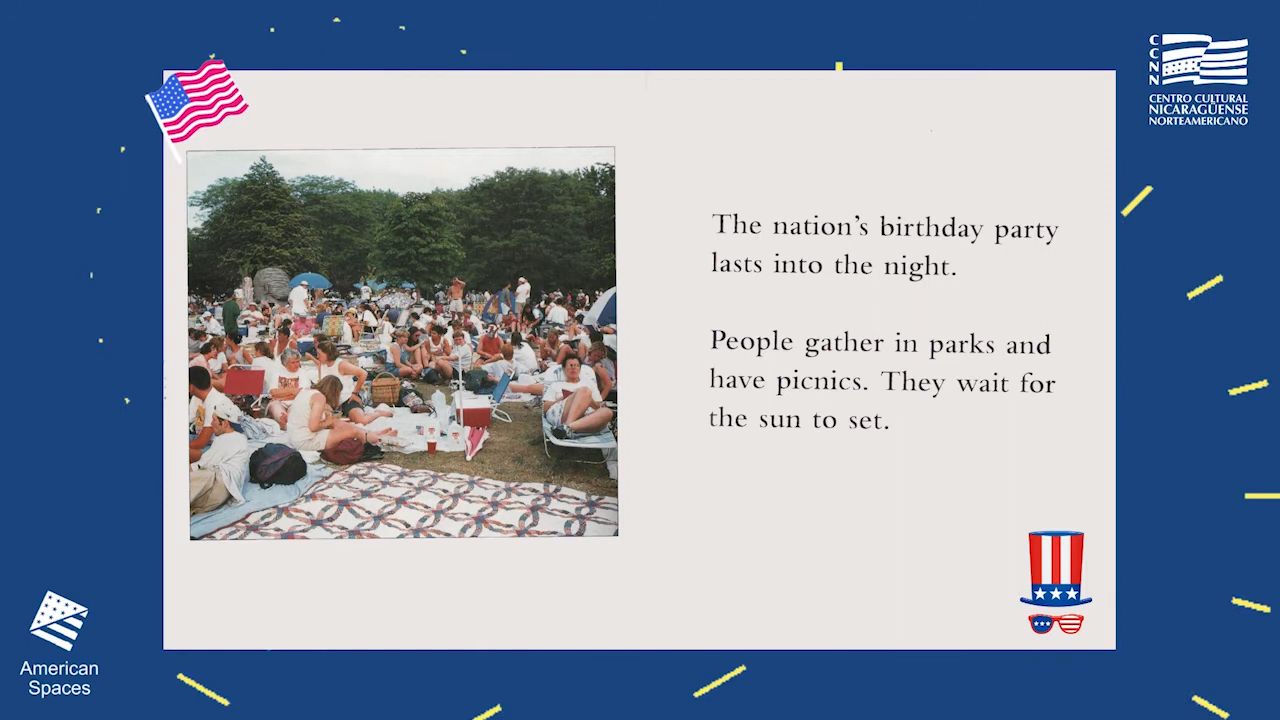 C
C
N
N
CENTRO CULTURAL
NICARAGÜENSE
NORTEAMERICANO
The nation's birthday party
lasts into the night.
People gather in parks and
have picnics. They wait for
the sun to set.
American
Spaces